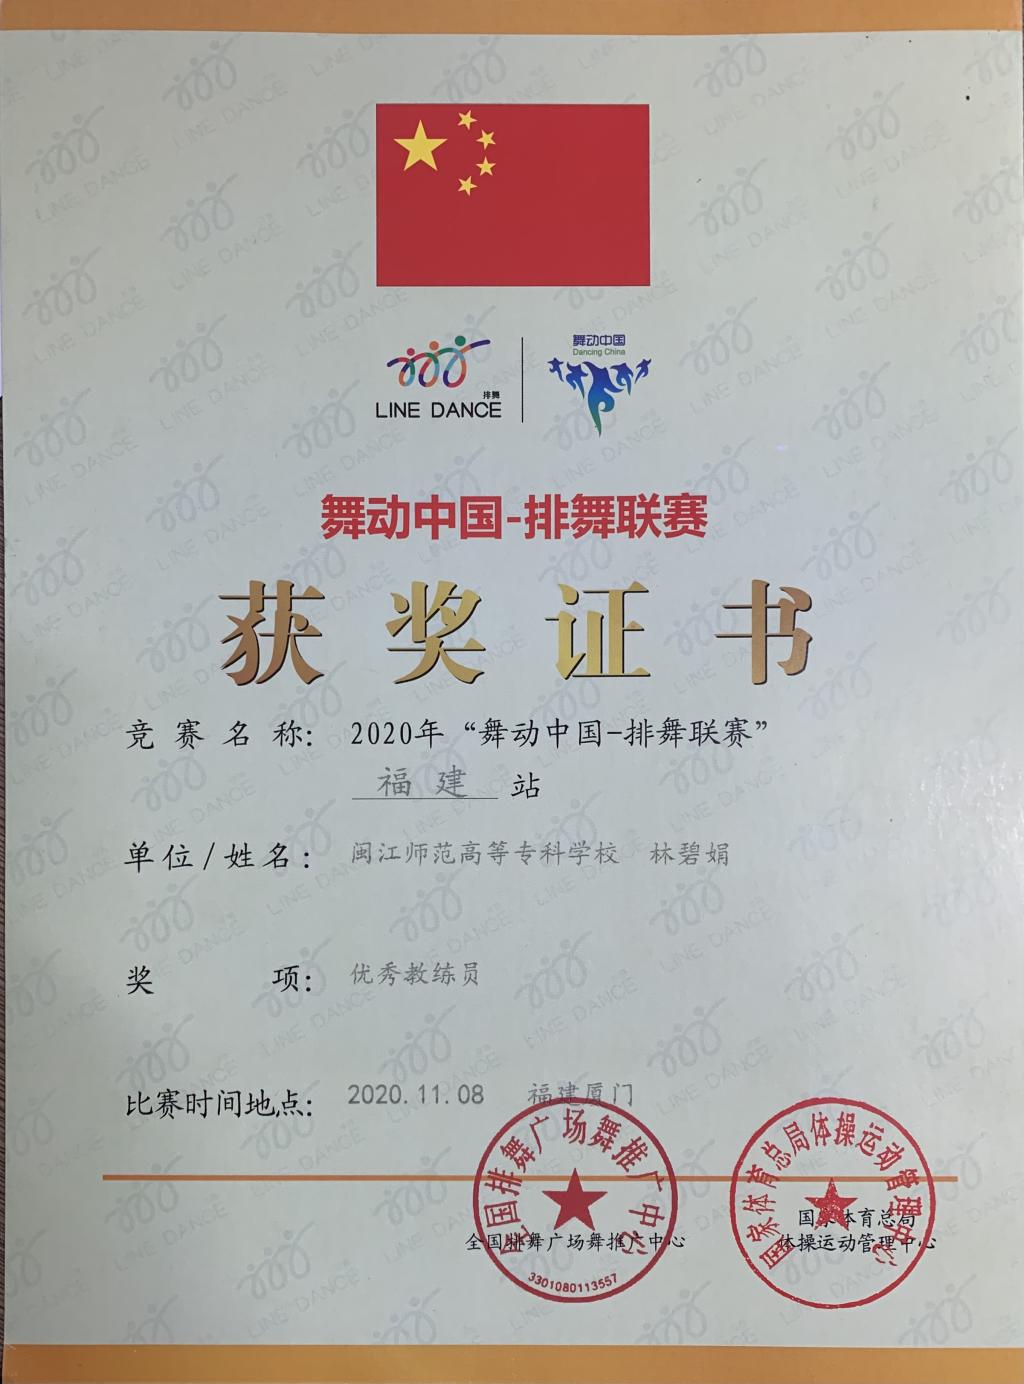 舞动中国
Dancing China
排舞
LINE DANCE
舞动中国-排舞联赛
获奖证书
竞赛名称：2020年“舞动中国-排舞联赛”
福建 站
单位/姓名：闽江师范高等专科学校 林碧娟
奖项：优秀教练员
比赛时间地点：2020.11.08 福建厦门
全国排舞广场舞推广中心
3301080113557
全国排舞广场舞推广中心
国家体育总局体操运动管理中心
国家体育总局
体操运动管理中心